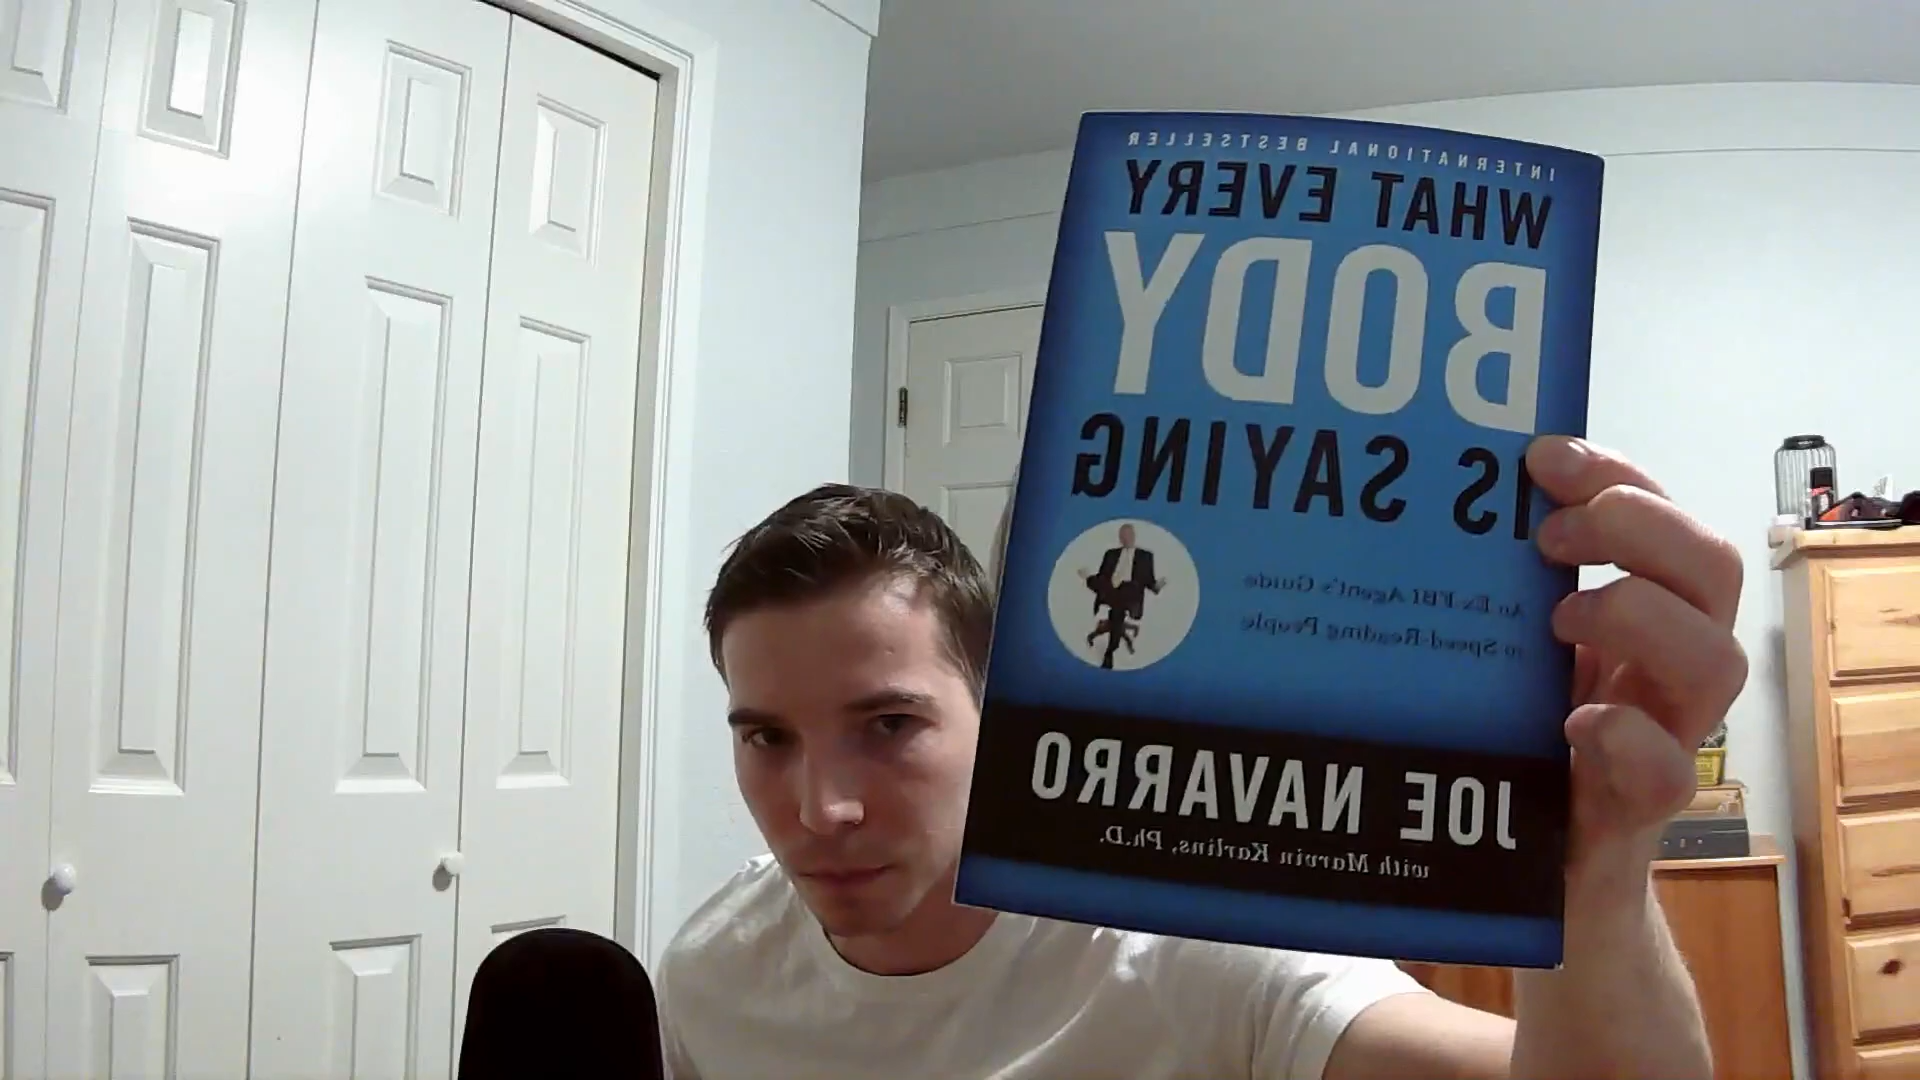 INTERNATIONAL BESTSELLER
WHAT EVERY
BODY
IS SAYING
An Ex-FBI Agent's Guide
to Speed-Reading People
JOE NAVARRO
with Marvin Karlins, Ph.D.